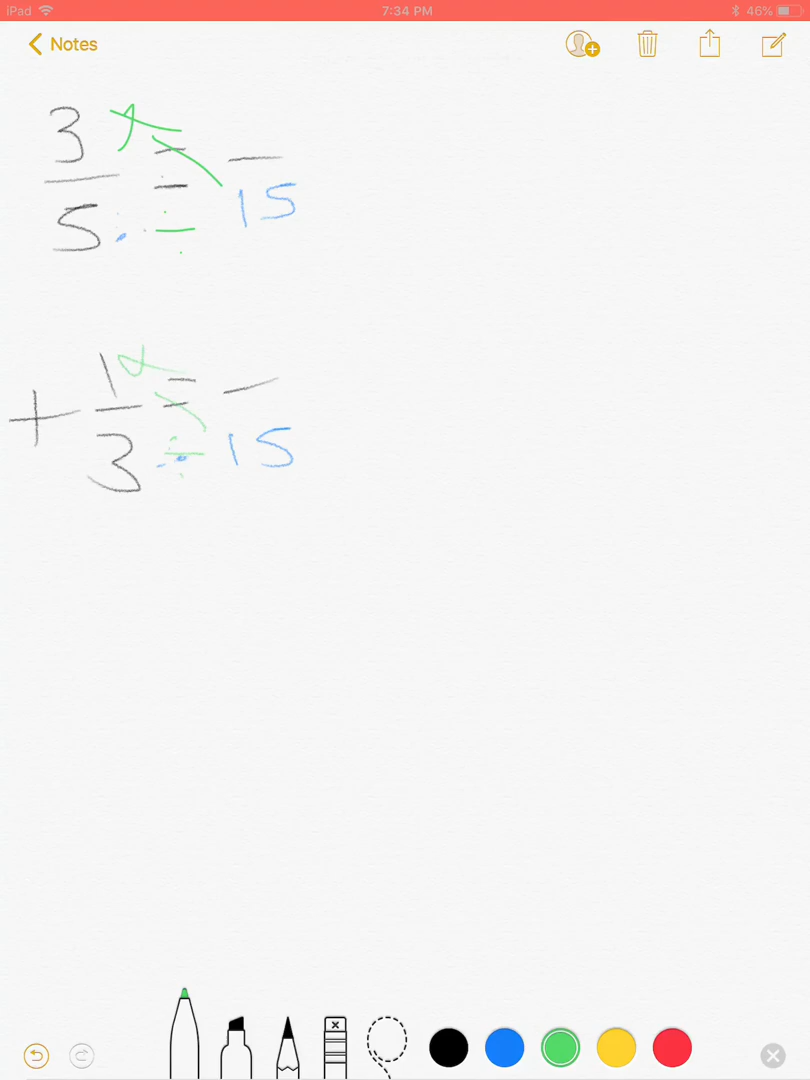 iPad 7:34 PM 46%
Notes
3 = _
5 ÷ 15
+ 1 = _
3 ÷ 15